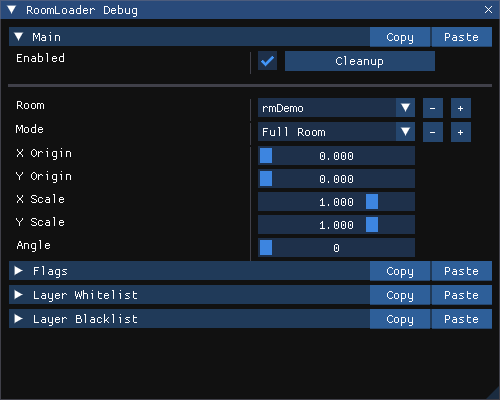 RoomLoader Debug
Main Copy Paste
Enabled Cleanup
Room rmDemo - +
Mode Full Room - +
X Origin 0.000
Y Origin 0.000
X Scale 1.000
Y Scale 1.000
Angle 0
Flags Copy Paste
Layer Whitelist Copy Paste
Layer Blacklist Copy Paste